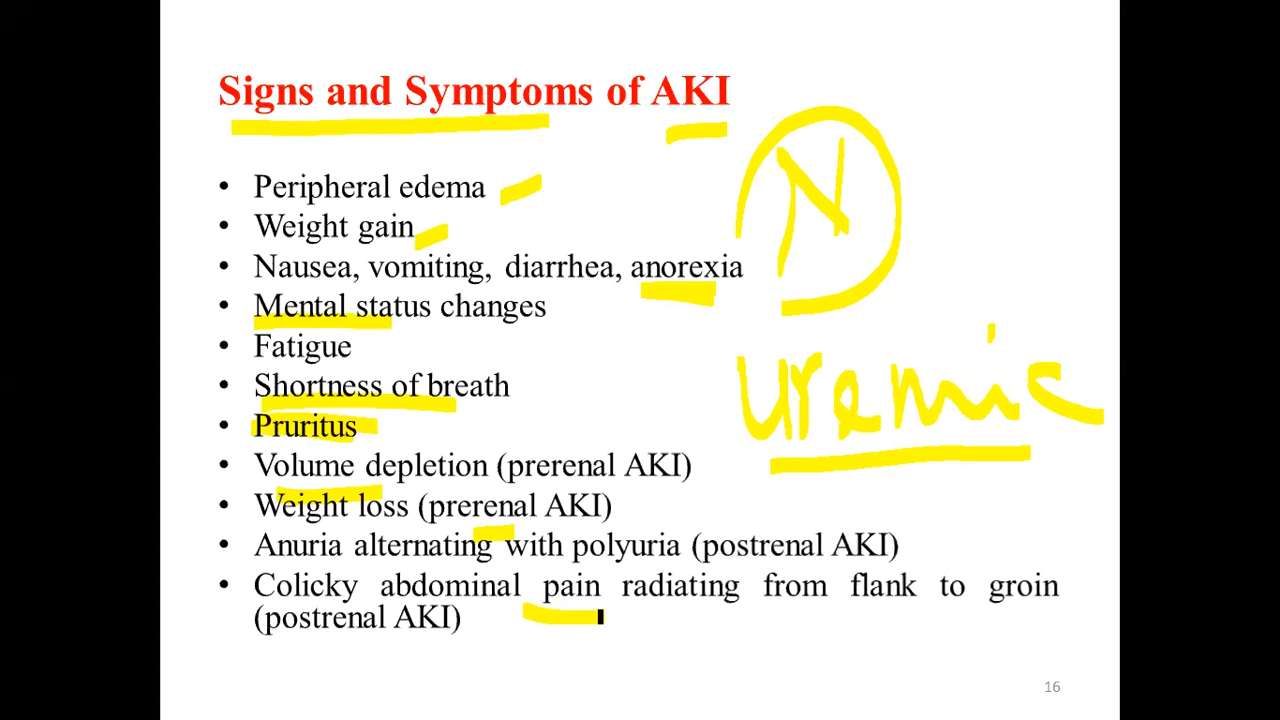 Signs and Symptoms of AKI
• Peripheral edema
• Weight gain
• Nausea, vomiting, diarrhea, anorexia
• Mental status changes
• Fatigue
• Shortness of breath
• Pruritus
• Volume depletion (prerenal AKI)
• Weight loss (prerenal AKI)
• Anuria alternating with polyuria (postrenal AKI)
• Colicky abdominal pain radiating from flank to groin
(postrenal AKI)
N
uremic
16